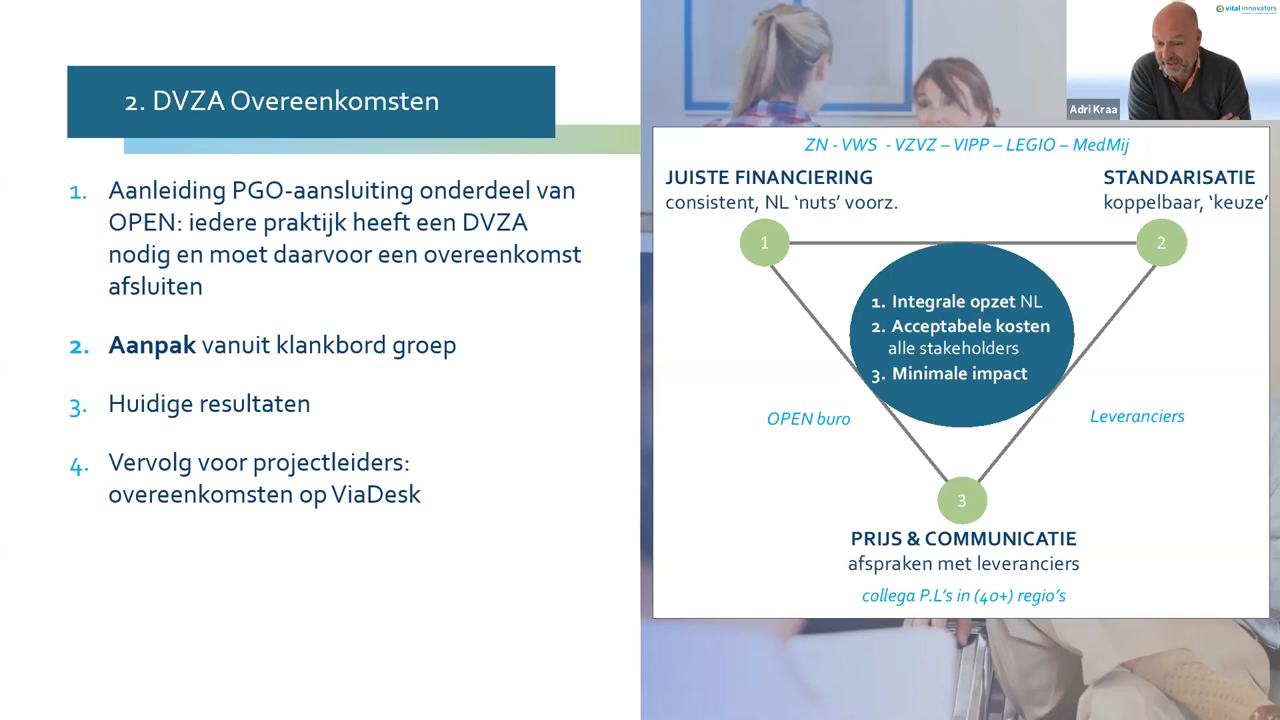 2. DVZA Overeenkomsten
1. Aanleiding PGO-aansluiting onderdeel van
OPEN: iedere praktijk heeft een DVZA
nodig en moet daarvoor een overeenkomst
afsluiten
2. Aanpak vanuit klankbord groep
3. Huidige resultaten
4. Vervolg voor projectleiders:
overeenkomsten op ViaDesk
vital innovators
Adri Kraa
ZN - VWS - VZVZ – VIPP – LEGIO – MedMij
JUISTE FINANCIERING
consistent, NL ‘nuts’ voorz.
STANDARISATIE
koppelbaar, ‘keuze’
1
2
1. Integrale opzet NL
2. Acceptabele kosten
alle stakeholders
3. Minimale impact
OPEN buro
Leveranciers
3
PRIJS & COMMUNICATIE
afspraken met leveranciers
collega P.L’s in (40+) regio’s